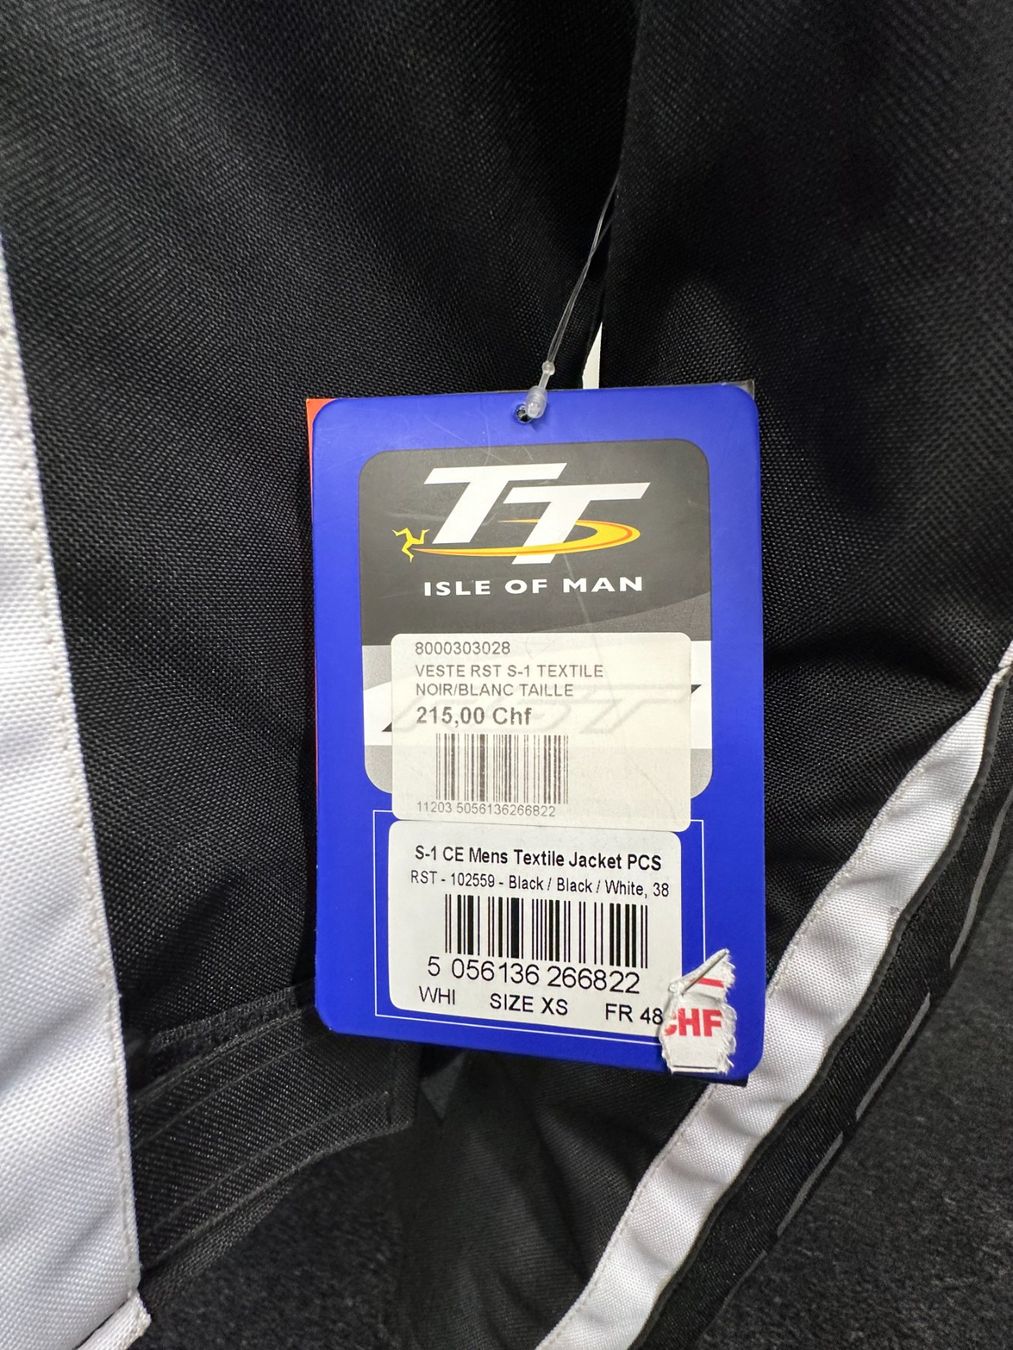 TT
ISLE OF MAN
8000303028
VESTE RST S-1 TEXTILE
NOIR/BLANC TAILLE
215,00 Chf
11203 5056136266822
S-1 CE Mens Textile Jacket PCS
RST - 102559 - Black / Black / White, 38
5 056136 266822
WHI SIZE XS FR 48
CHF